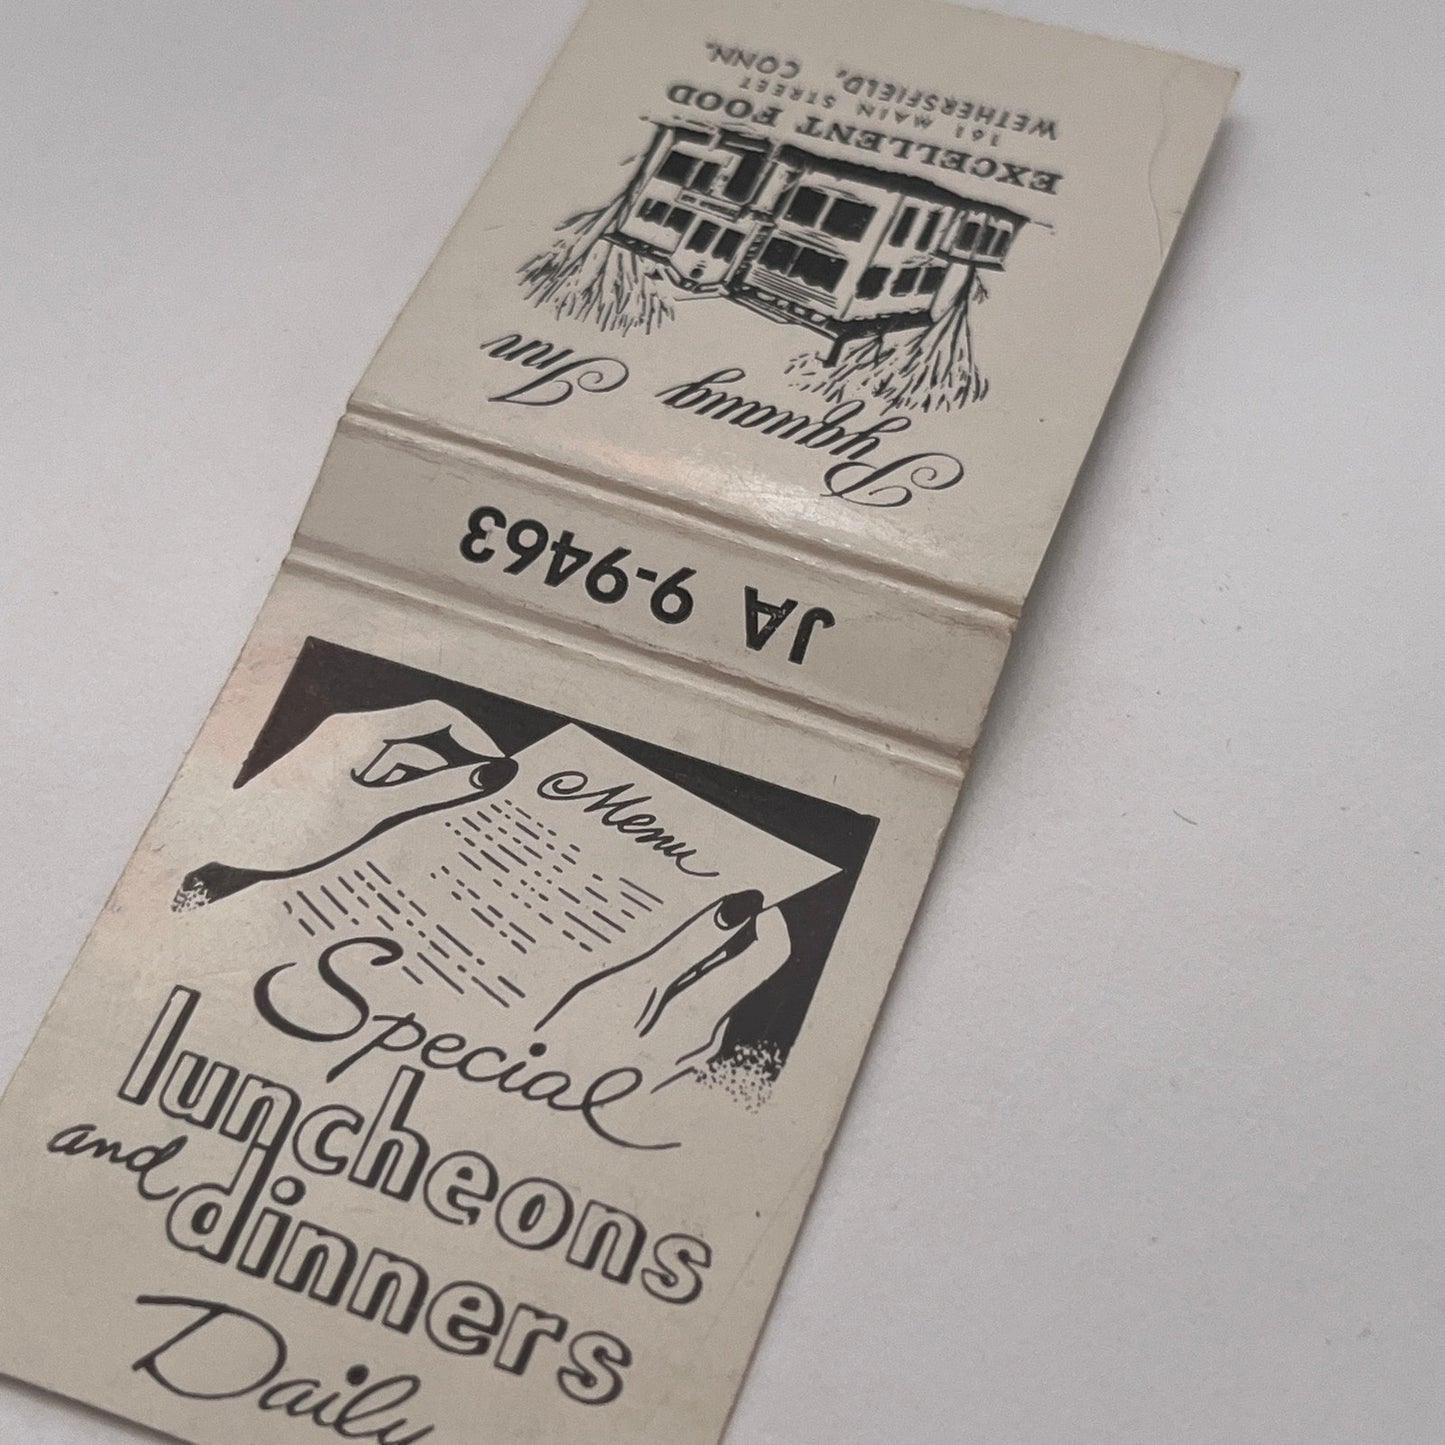 Pyquaug Inn
EXCELLENT FOOD
161 MAIN STREET
WETHERSFIELD, CONN.
JA 9-9463
Menu
Special
luncheons
and dinners
Daily